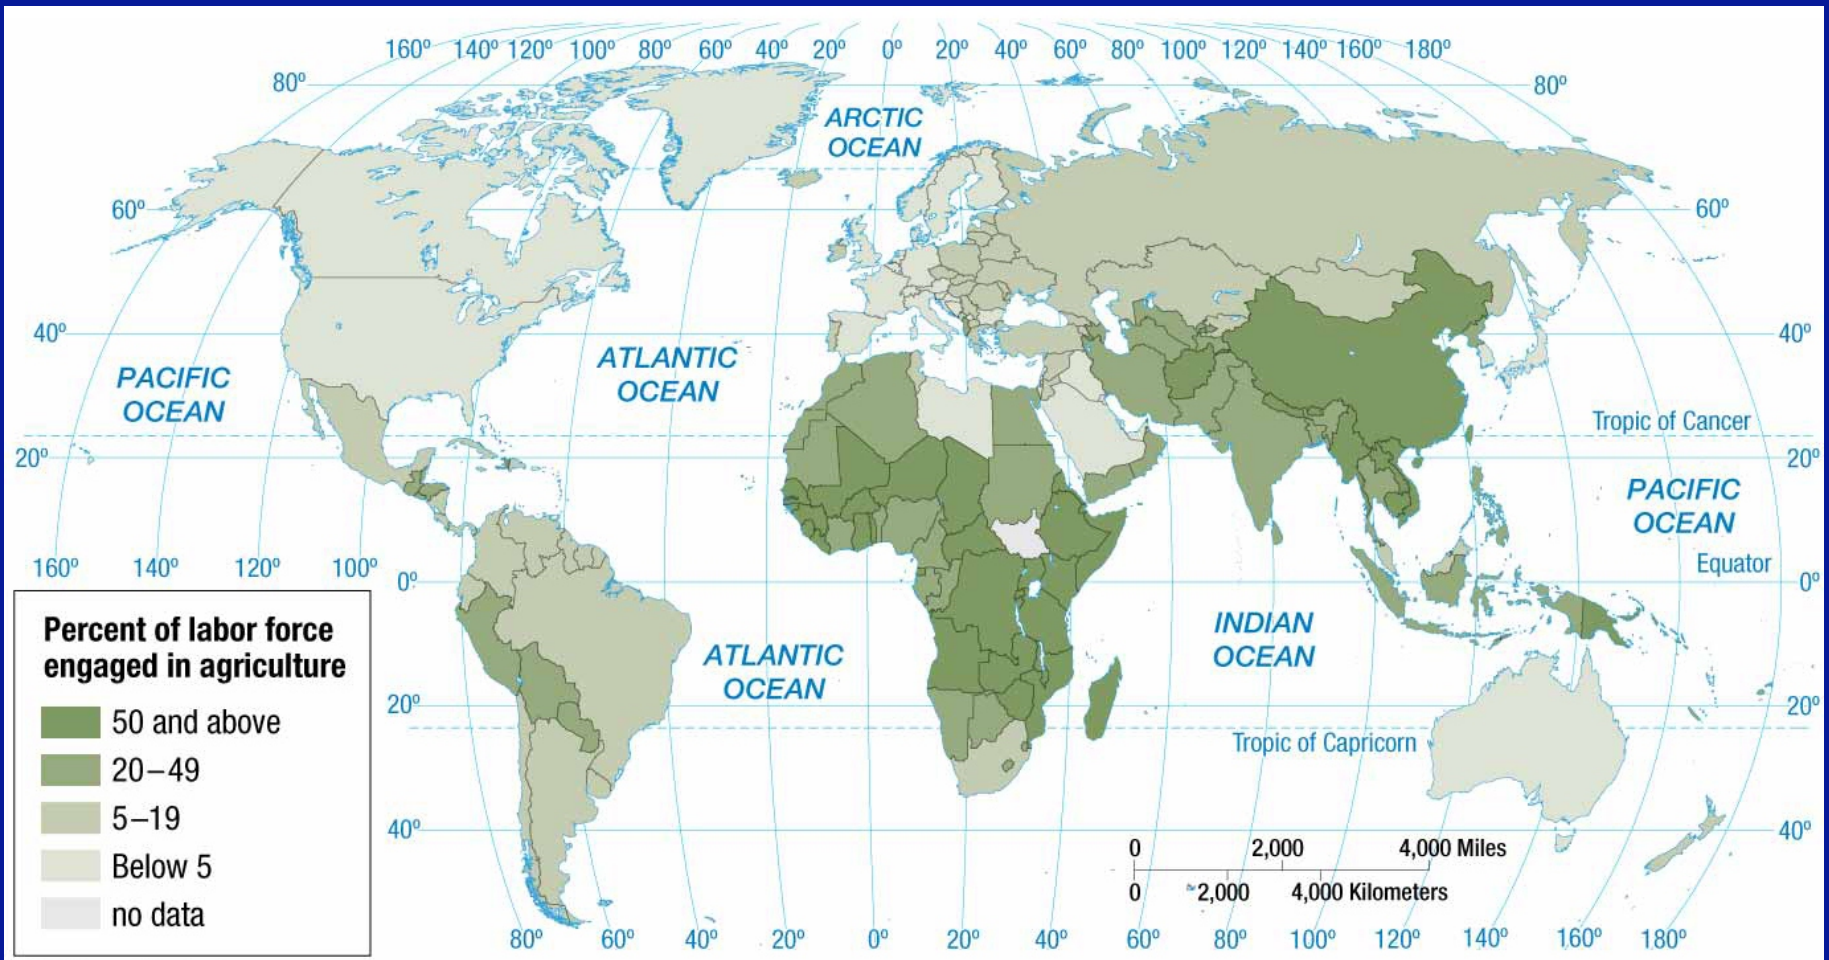 160º 140º 120º 100º 80º 60º 40º 20º 0º 20º 40º 60º 80º 100º 120º 140º 160º 180º
80º 80º
ARCTIC
OCEAN
60º 60º
40º 40º
PACIFIC
OCEAN
ATLANTIC
OCEAN
Tropic of Cancer
20º 20º
PACIFIC
OCEAN
Equator
160º 140º 120º 100º 0º 0º
Percent of labor force
engaged in agriculture
50 and above
20–49
5–19
Below 5
no data
ATLANTIC
OCEAN
INDIAN
OCEAN
20º 20º
Tropic of Capricorn
40º 40º
0 2,000 4,000 Miles
0 2,000 4,000 Kilometers
80º 60º 40º 20º 0º 20º 40º 60º 80º 100º 120º 140º 160º 180º